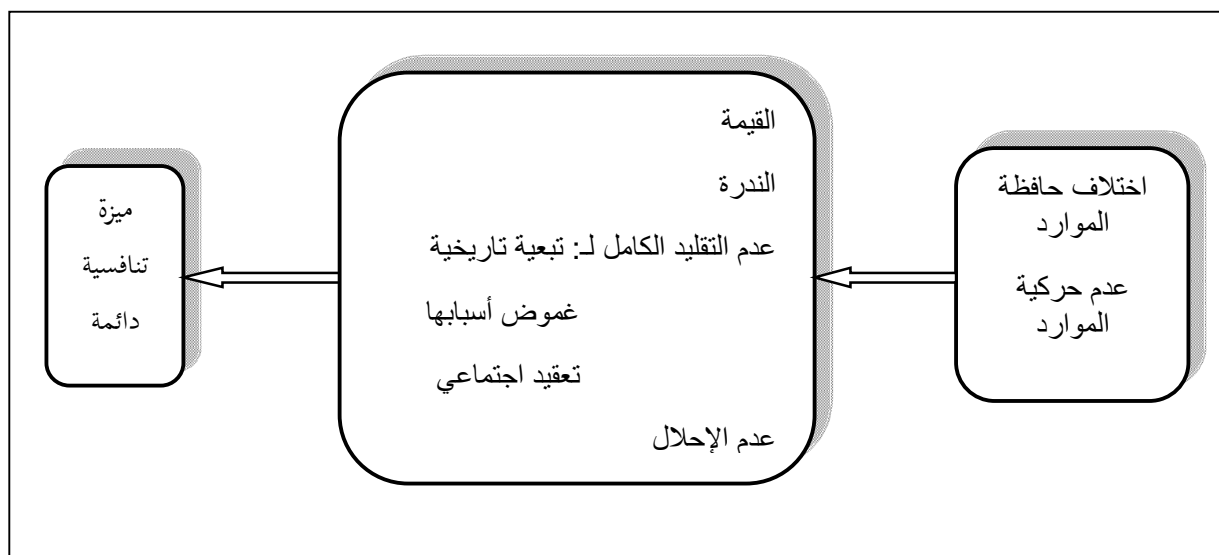 اختلاف حافظة
الموارد
عدم حركية
الموارد
القيمة
الندرة
عدم التقليد الكامل لـ: تبعية تاريخية
غموض أسبابها
تعقيد اجتماعي
عدم الإحلال
ميزة
تنافسية
دائمة